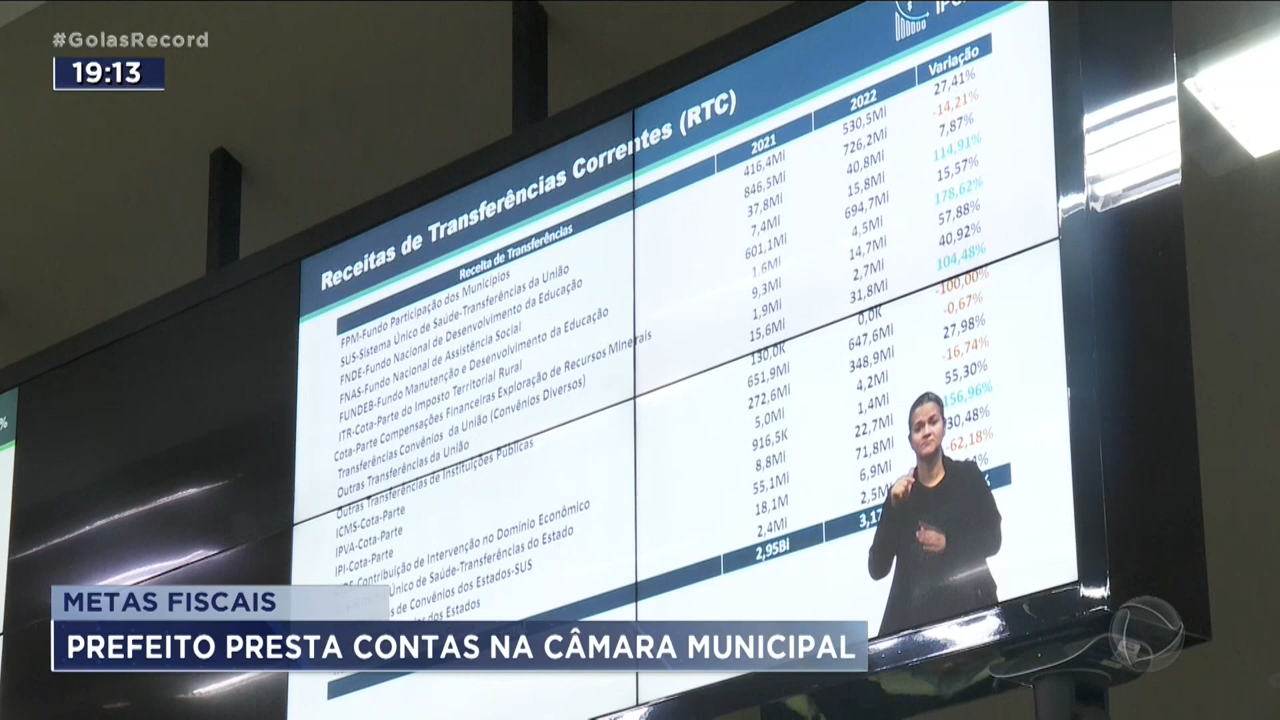 #GoiasRecord
19:13
Receitas de Transferências Correntes (RTC)
Receita de Transferências 2021 2022 Variação
FPM-Fundo Participação dos Municípios 416,4Mi 530,5Mi 27,41%
SUS-Sistema Único de Saúde-Transferências da União 846,5Mi 726,2Mi -14,21%
FNDE-Fundo Nacional de Desenvolvimento da Educação 37,8Mi 40,8Mi 7,87%
FNAS-Fundo Nacional de Assistência Social 7,4Mi 15,8Mi 114,91%
FUNDEB-Fundo Manutenção e Desenvolvimento da Educação 601,1Mi 694,7Mi 15,57%
ITR-Cota-Parte do Imposto Territorial Rural 1,6Mi 4,5Mi 178,62%
Cota-Parte Compensações Financeiras Exploração de Recursos Minerais 9,3Mi 14,7Mi 57,88%
Transferências Convênios da União (Convênios Diversos) 1,9Mi 2,7Mi 40,92%
Outras Transferências da União 15,6Mi 31,8Mi 104,48%
Outras Transferências de Instituições Públicas 130,0K 0,0K -100,00%
ICMS-Cota-Parte 651,9Mi 647,6Mi -0,67%
IPVA-Cota-Parte 272,6Mi 348,9Mi 27,98%
IPI-Cota-Parte 5,0Mi 4,2Mi -16,74%
Contribuição de Intervenção no Domínio Econômico 916,5K 1,4Mi 55,30%
Único de Saúde-Transferências do Estado 8,8Mi 22,7Mi 156,96%
de Convênios dos Estados-SUS 55,1Mi 71,8Mi 30,48%
dos Estados 18,1M 6,9Mi -62,18%
2,4Mi 2,5Mi
2,95Bi 3,17
METAS FISCAIS
PREFEITO PRESTA CONTAS NA CÂMARA MUNICIPAL